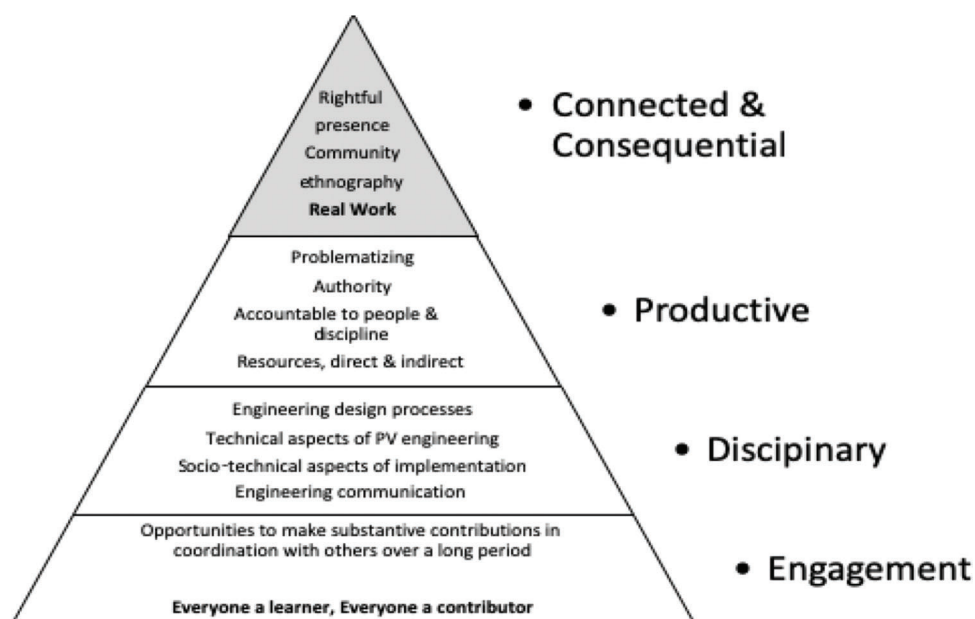 Rightful
presence
Community
ethnography
Real Work
• Connected &
Consequential
Problematizing
Authority
Accountable to people &
discipline
Resources, direct & indirect
• Productive
Engineering design processes
Technical aspects of PV engineering
Socio-technical aspects of implementation
Engineering communication
• Discipinary
Opportunities to make substantive contributions in
coordination with others over a long period
Everyone a learner, Everyone a contributor
• Engagement